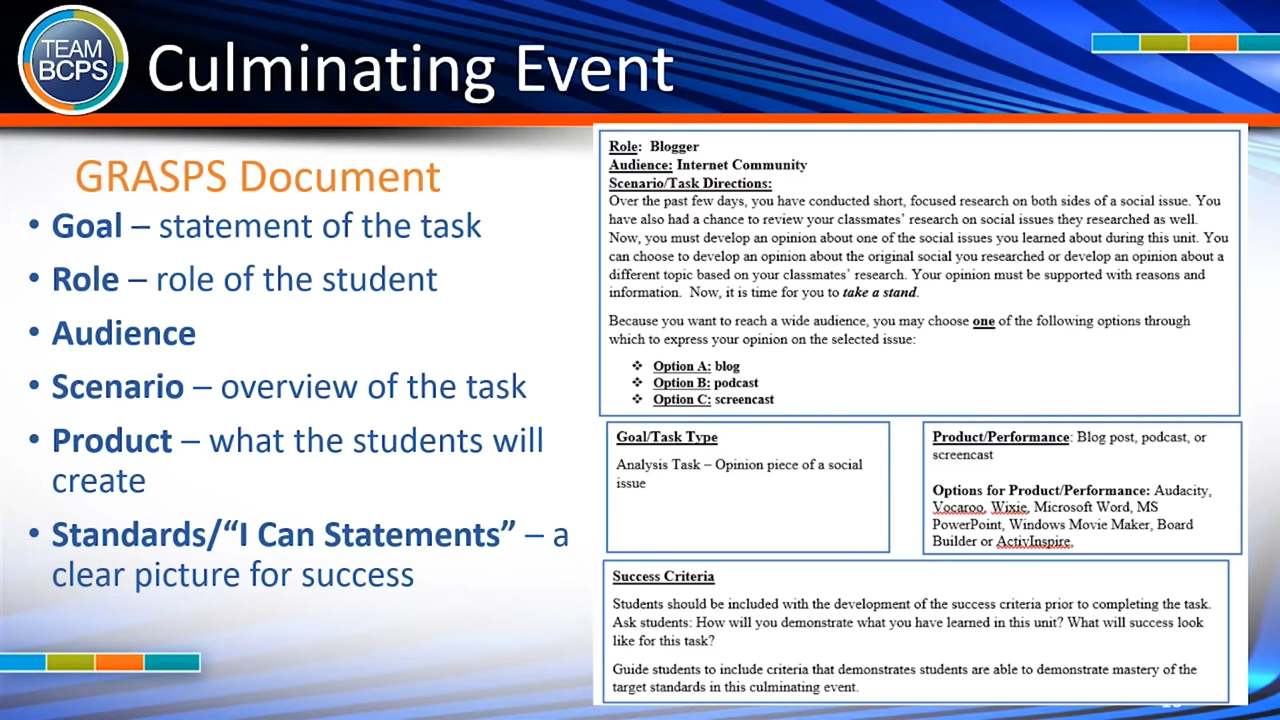 TEAM
BCPS
Culminating Event
GRASPS Document
• Goal – statement of the task
• Role – role of the student
• Audience
• Scenario – overview of the task
• Product – what the students will
create
• Standards/“I Can Statements” – a
clear picture for success
Role: Blogger
Audience: Internet Community
Scenario/Task Directions:
Over the past few days, you have conducted short, focused research on both sides of a social issue. You
have also had a chance to review your classmates’ research on social issues they researched as well.
Now, you must develop an opinion about one of the social issues you learned about during this unit. You
can choose to develop an opinion about the original social you researched or develop an opinion about a
different topic based on your classmates’ research. Your opinion must be supported with reasons and
information. Now, it is time for you to take a stand.
Because you want to reach a wide audience, you may choose one of the following options through
which to express your opinion on the selected issue:
❖ Option A: blog
❖ Option B: podcast
❖ Option C: screencast
Goal/Task Type
Analysis Task – Opinion piece of a social
issue
Product/Performance: Blog post, podcast, or
screencast
Options for Product/Performance: Audacity,
Vocaroo, Wixie, Microsoft Word, MS
PowerPoint, Windows Movie Maker, Board
Builder or ActivInspire.
Success Criteria
Students should be included with the development of the success criteria prior to completing the task.
Ask students: How will you demonstrate what you have learned in this unit? What will success look
like for this task?
Guide students to include criteria that demonstrates students are able to demonstrate mastery of the
target standards in this culminating event.